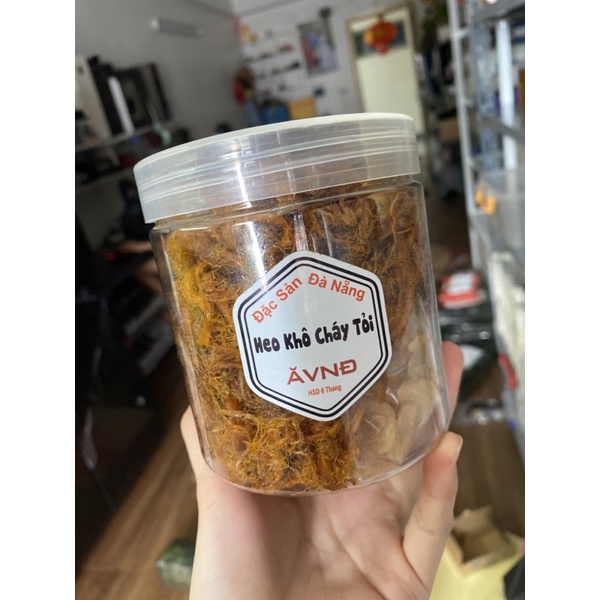 Đặc Sản Đà Nẵng
Heo Khô Cháy Tỏi
ĂVNĐ
HSD 6 Tháng